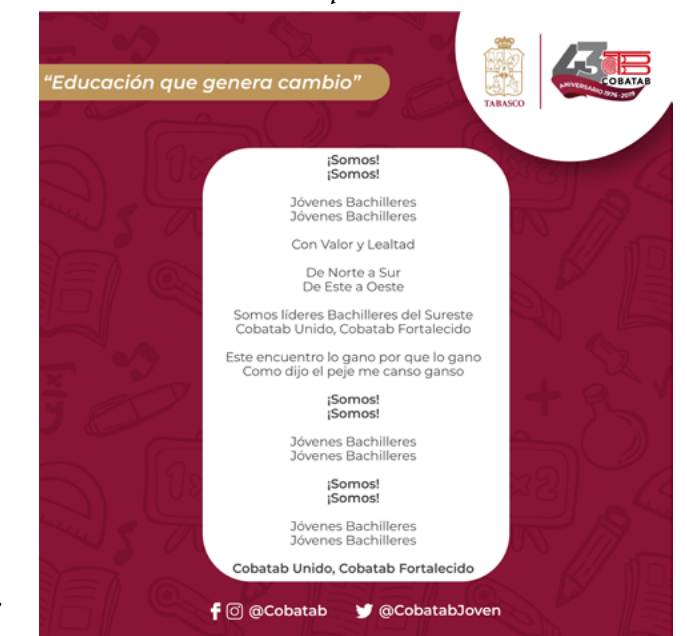 “Educación que genera cambio”
TABASCO
43
COBATAB
ANIVERSARIO 1976-2019
¡Somos!
¡Somos!
Jóvenes Bachilleres
Jóvenes Bachilleres
Con Valor y Lealtad
De Norte a Sur
De Este a Oeste
Somos líderes Bachilleres del Sureste
Cobatab Unido, Cobatab Fortalecido
Este encuentro lo gano por que lo gano
Como dijo el peje me canso ganso
¡Somos!
¡Somos!
Jóvenes Bachilleres
Jóvenes Bachilleres
¡Somos!
¡Somos!
Jóvenes Bachilleres
Jóvenes Bachilleres
Cobatab Unido, Cobatab Fortalecido
@Cobatab @CobatabJoven